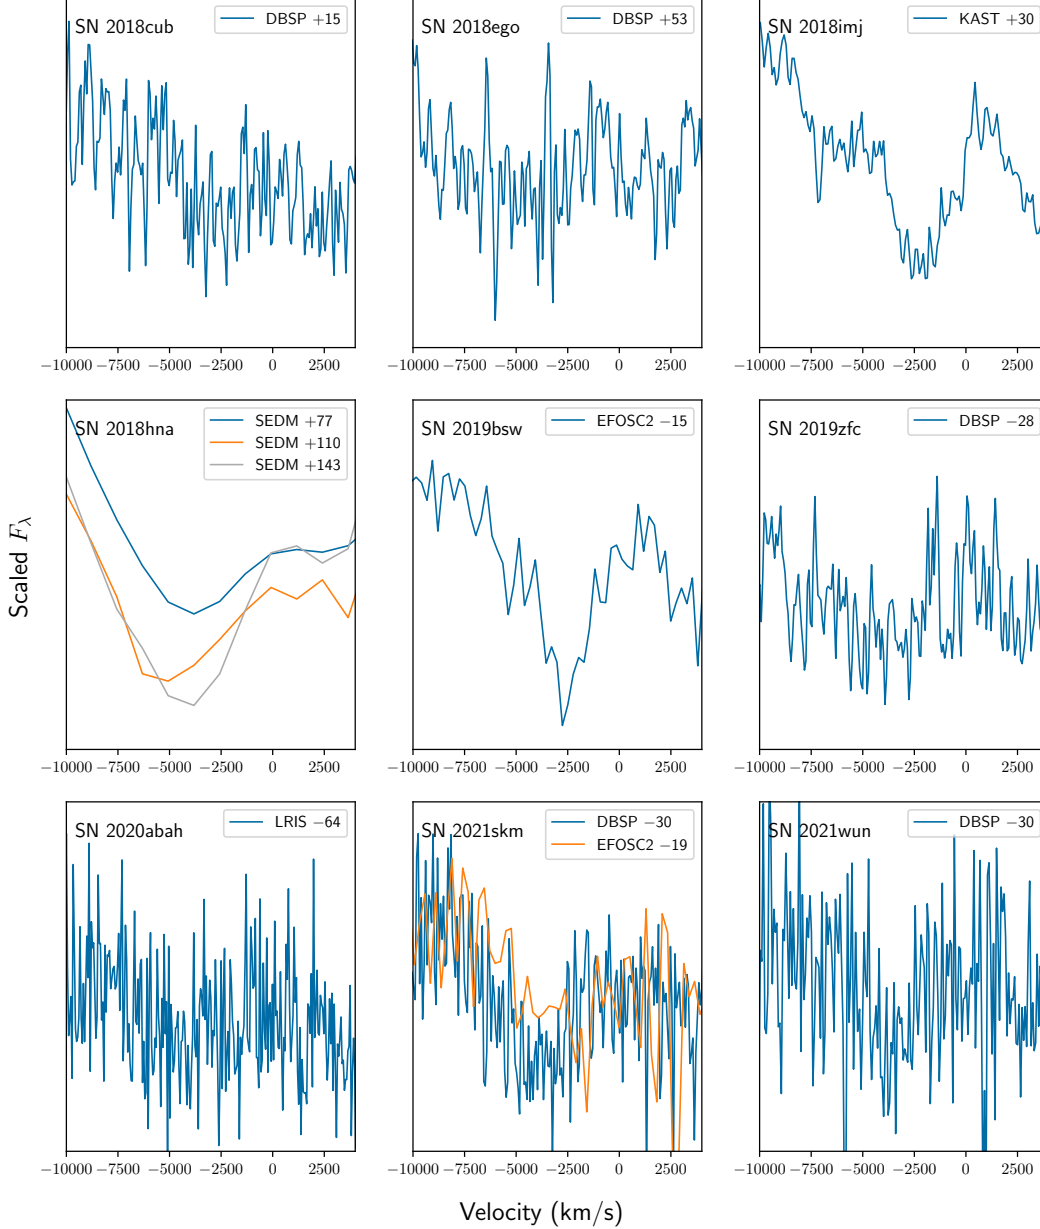 SN 2018cub
DBSP +15
SN 2018ego
DBSP +53
SN 2018imj
KAST +30
−10000 −7500 −5000 −2500 0 2500
−10000 −7500 −5000 −2500 0 2500
−10000 −7500 −5000 −2500 0 2500
SN 2018hna
SEDM +77
SEDM +110
SEDM +143
SN 2019bsw
EFOSC2 −15
SN 2019zfc
DBSP −28
Scaled Fλ
−10000 −7500 −5000 −2500 0 2500
−10000 −7500 −5000 −2500 0 2500
−10000 −7500 −5000 −2500 0 2500
SN 2020abah
LRIS −64
SN 2021skm
DBSP −30
EFOSC2 −19
SN 2021wun
DBSP −30
−10000 −7500 −5000 −2500 0 2500
−10000 −7500 −5000 −2500 0 2500
−10000 −7500 −5000 −2500 0 2500
Velocity (km/s)